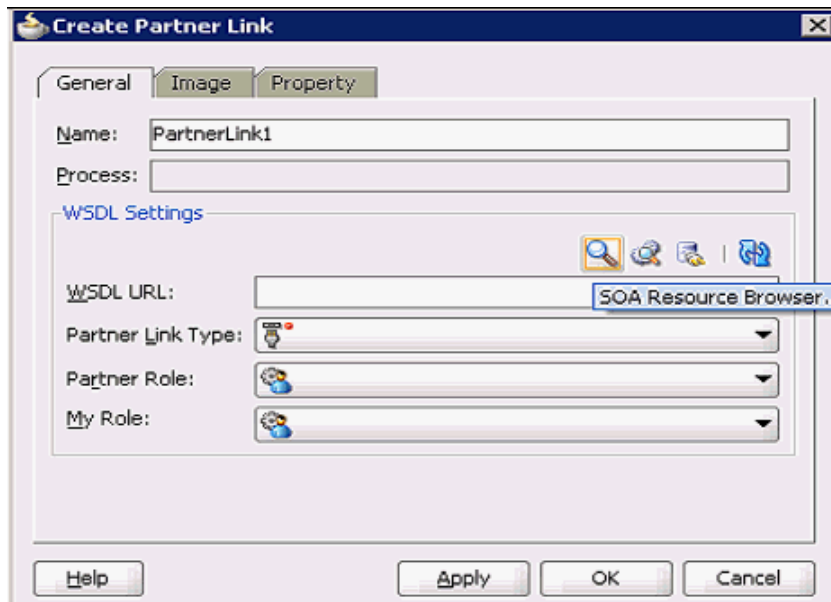 Create Partner Link
General Image Property
Name: PartnerLink1
Process:
WSDL Settings
WSDL URL:
SOA Resource Browser.
Partner Link Type:
Partner Role:
My Role:
Help Apply OK Cancel